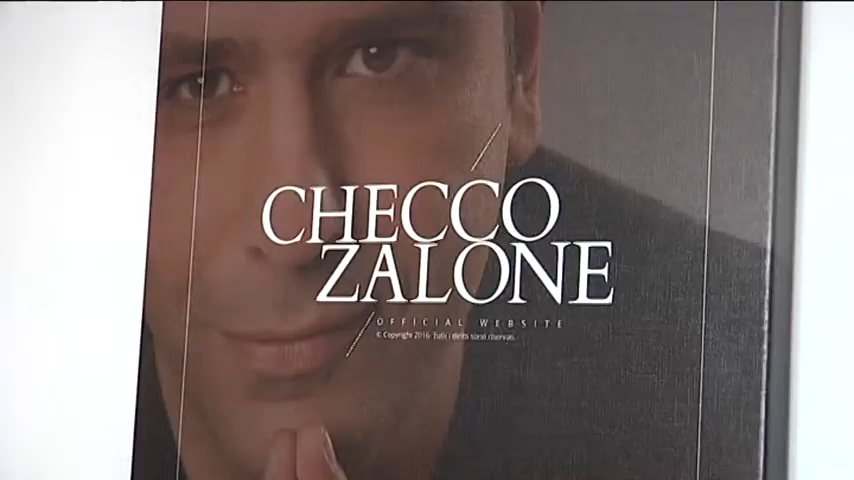 CHECCO
ZALONE
OFFICIAL WEBSITE
© Copyright 2016. Tutti i diritti sono riservati.